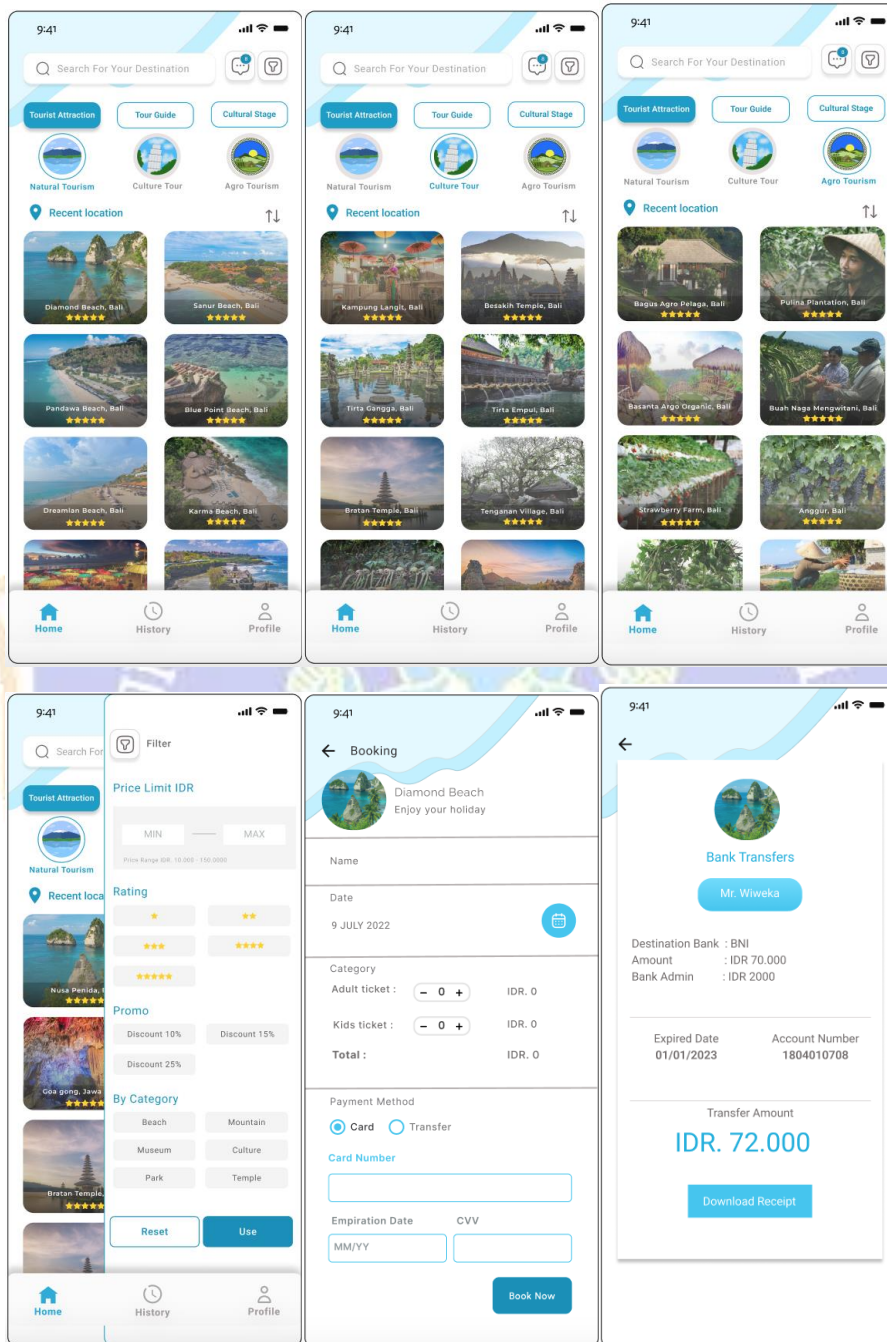 9:41
Search For Your Destination
Tourist Attraction
Tour Guide
Cultural Stage
Natural Tourism
Culture Tour
Agro Tourism
Recent location
Diamond Beach, Bali
Sanur Beach, Bali
Pandawa Beach, Bali
Blue Point Beach, Bali
Dreamlan Beach, Bali
Karma Beach, Bali
Home
History
Profile
9:41
Search For Your Destination
Tourist Attraction
Tour Guide
Cultural Stage
Natural Tourism
Culture Tour
Agro Tourism
Recent location
Kampung Langit, Bali
Besakih Temple, Bali
Tirta Gangga, Bali
Tirta Empul, Bali
Bratan Temple, Bali
Tenganan Village, Bali
Home
History
Profile
9:41
Search For Your Destination
Tourist Attraction
Tour Guide
Cultural Stage
Natural Tourism
Culture Tour
Agro Tourism
Recent location
Bagus Agro Pelaga, Bali
Pulina Plantation, Bali
Basanta Argo Organic, Bali
Buah Naga Mengwitani, Bali
Strawberry Farm, Bali
Anggur, Bali
Home
History
Profile
9:41
Search For
Tourist Attraction
Natural Tourism
Recent loca
Nusa Penida,
Goa gong, Jawa
Bratan Temple,
Filter
Price Limit IDR
MIN
MAX
Price Range IDR. 10.000 - 150.0000
Rating
Promo
Discount 10%
Discount 15%
Discount 25%
By Category
Beach
Mountain
Museum
Culture
Park
Temple
Reset
Use
Home
History
Profile
9:41
Booking
Diamond Beach
Enjoy your holiday
Name
Date
9 JULY 2022
Category
Adult ticket :
– 0 +
IDR. 0
Kids ticket :
– 0 +
IDR. 0
Total :
IDR. 0
Payment Method
Card
Transfer
Card Number
Expiration Date
CVV
MM/YY
Book Now
9:41
Bank Transfers
Mr. Wiweka
Destination Bank : BNI
Amount : IDR 70.000
Bank Admin : IDR 2000
Expired Date
Account Number
01/01/2023
1804010708
Transfer Amount
IDR. 72.000
Download Receipt